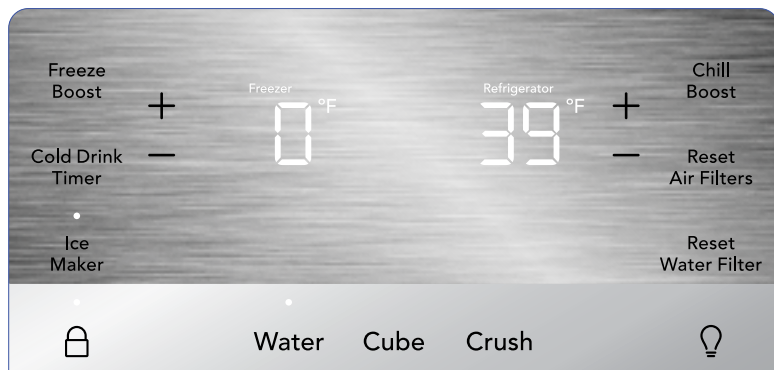 Freeze
Boost
Cold Drink
Timer
Ice
Maker
+
−
Freezer
0 °F
Refrigerator
39 °F
+
−
Chill
Boost
Reset
Air Filters
Reset
Water Filter
Water Cube Crush